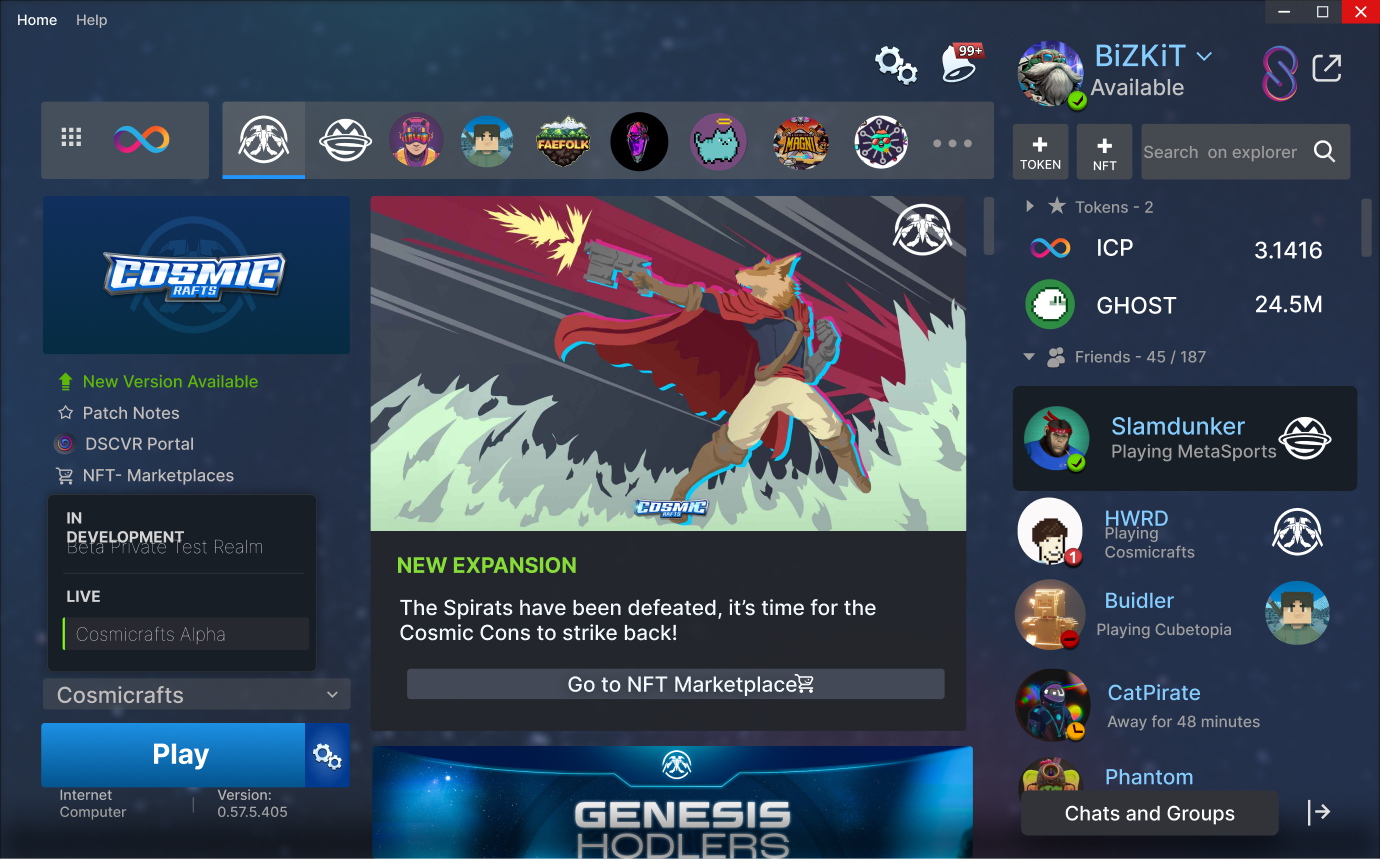 Home Help
99+
BiZKiT
Available
FAEFOLK
MAGNIC
TOKEN
NFT
Search on explorer
Tokens - 2
ICP 3.1416
GHOST 24.5M
Friends - 45 / 187
COSMIC
RAFTS
New Version Available
Patch Notes
DSCVR Portal
NFT- Marketplaces
IN
DEVELOPMENT
Beta Private Test Realm
LIVE
Cosmicrafts Alpha
Cosmicrafts
Play
Internet
Computer
Version:
0.57.5.405
COSMIC
RAFTS
NEW EXPANSION
The Spirats have been defeated, it’s time for the
Cosmic Cons to strike back!
Go to NFT Marketplace
GENESIS
HODLERS
Slamdunker
Playing MetaSports
HWRD
Playing
Cosmicrafts
1
Buidler
Playing Cubetopia
CatPirate
Away for 48 minutes
Phantom
Chats and Groups